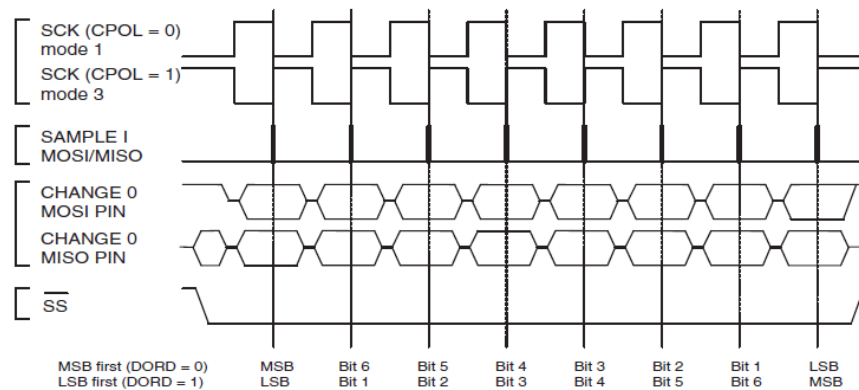 SCK (CPOL = 0)
mode 1
SCK (CPOL = 1)
mode 3
SAMPLE I
MOSI/MISO
CHANGE 0
MOSI PIN
CHANGE 0
MISO PIN
SS
MSB first (DORD = 0) MSB Bit 6 Bit 5 Bit 4 Bit 3 Bit 2 Bit 1 LSB
LSB first (DORD = 1) LSB Bit 1 Bit 2 Bit 3 Bit 4 Bit 5 Bit 6 MSB